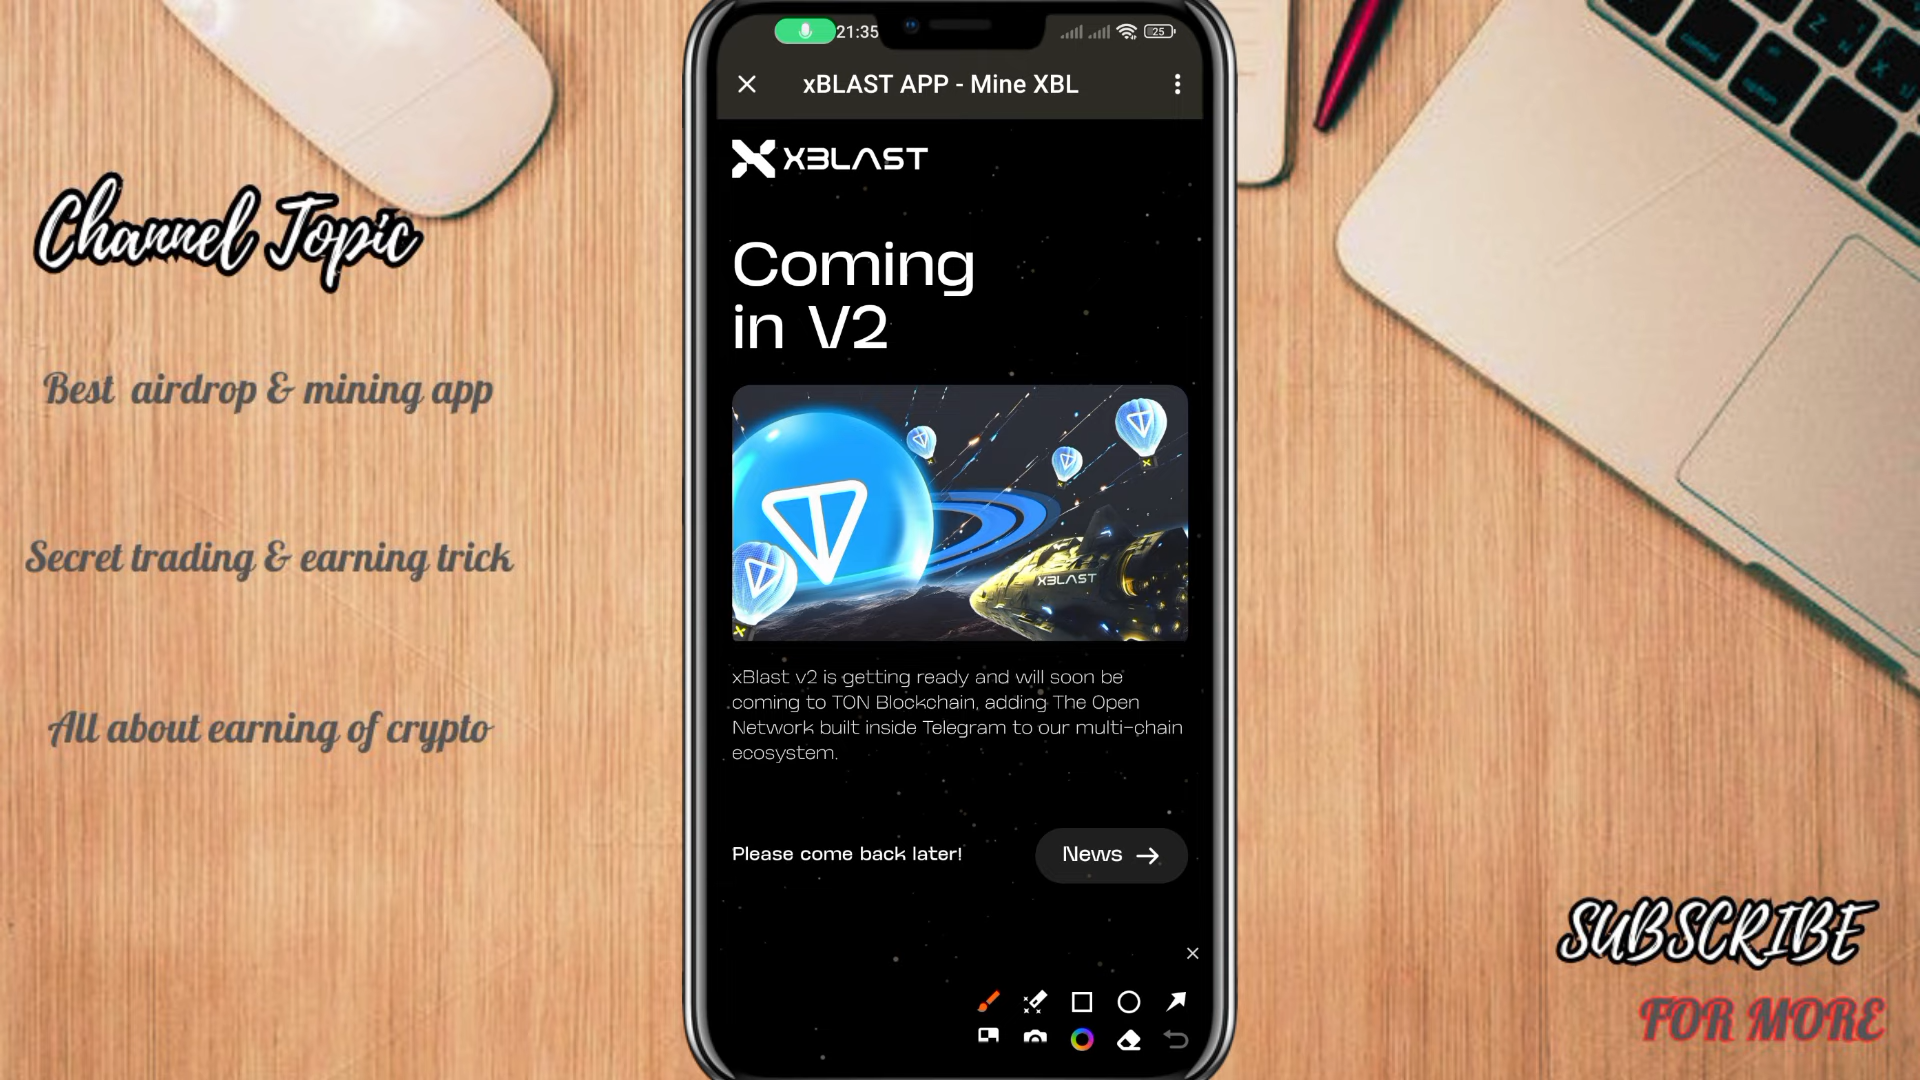 21:35
25
xBLAST APP - Mine XBL
XBLAST
Coming
in V2
XBLAST
xBlast v2 is getting ready and will soon be
coming to TON Blockchain, adding The Open
Network built inside Telegram to our multi-chain
ecosystem.
Please come back later!
News →
Channel Topic
Best airdrop & mining app
Secret trading & earning trick
All about earning of crypto
SUBSCRIBE
FOR MORE
option